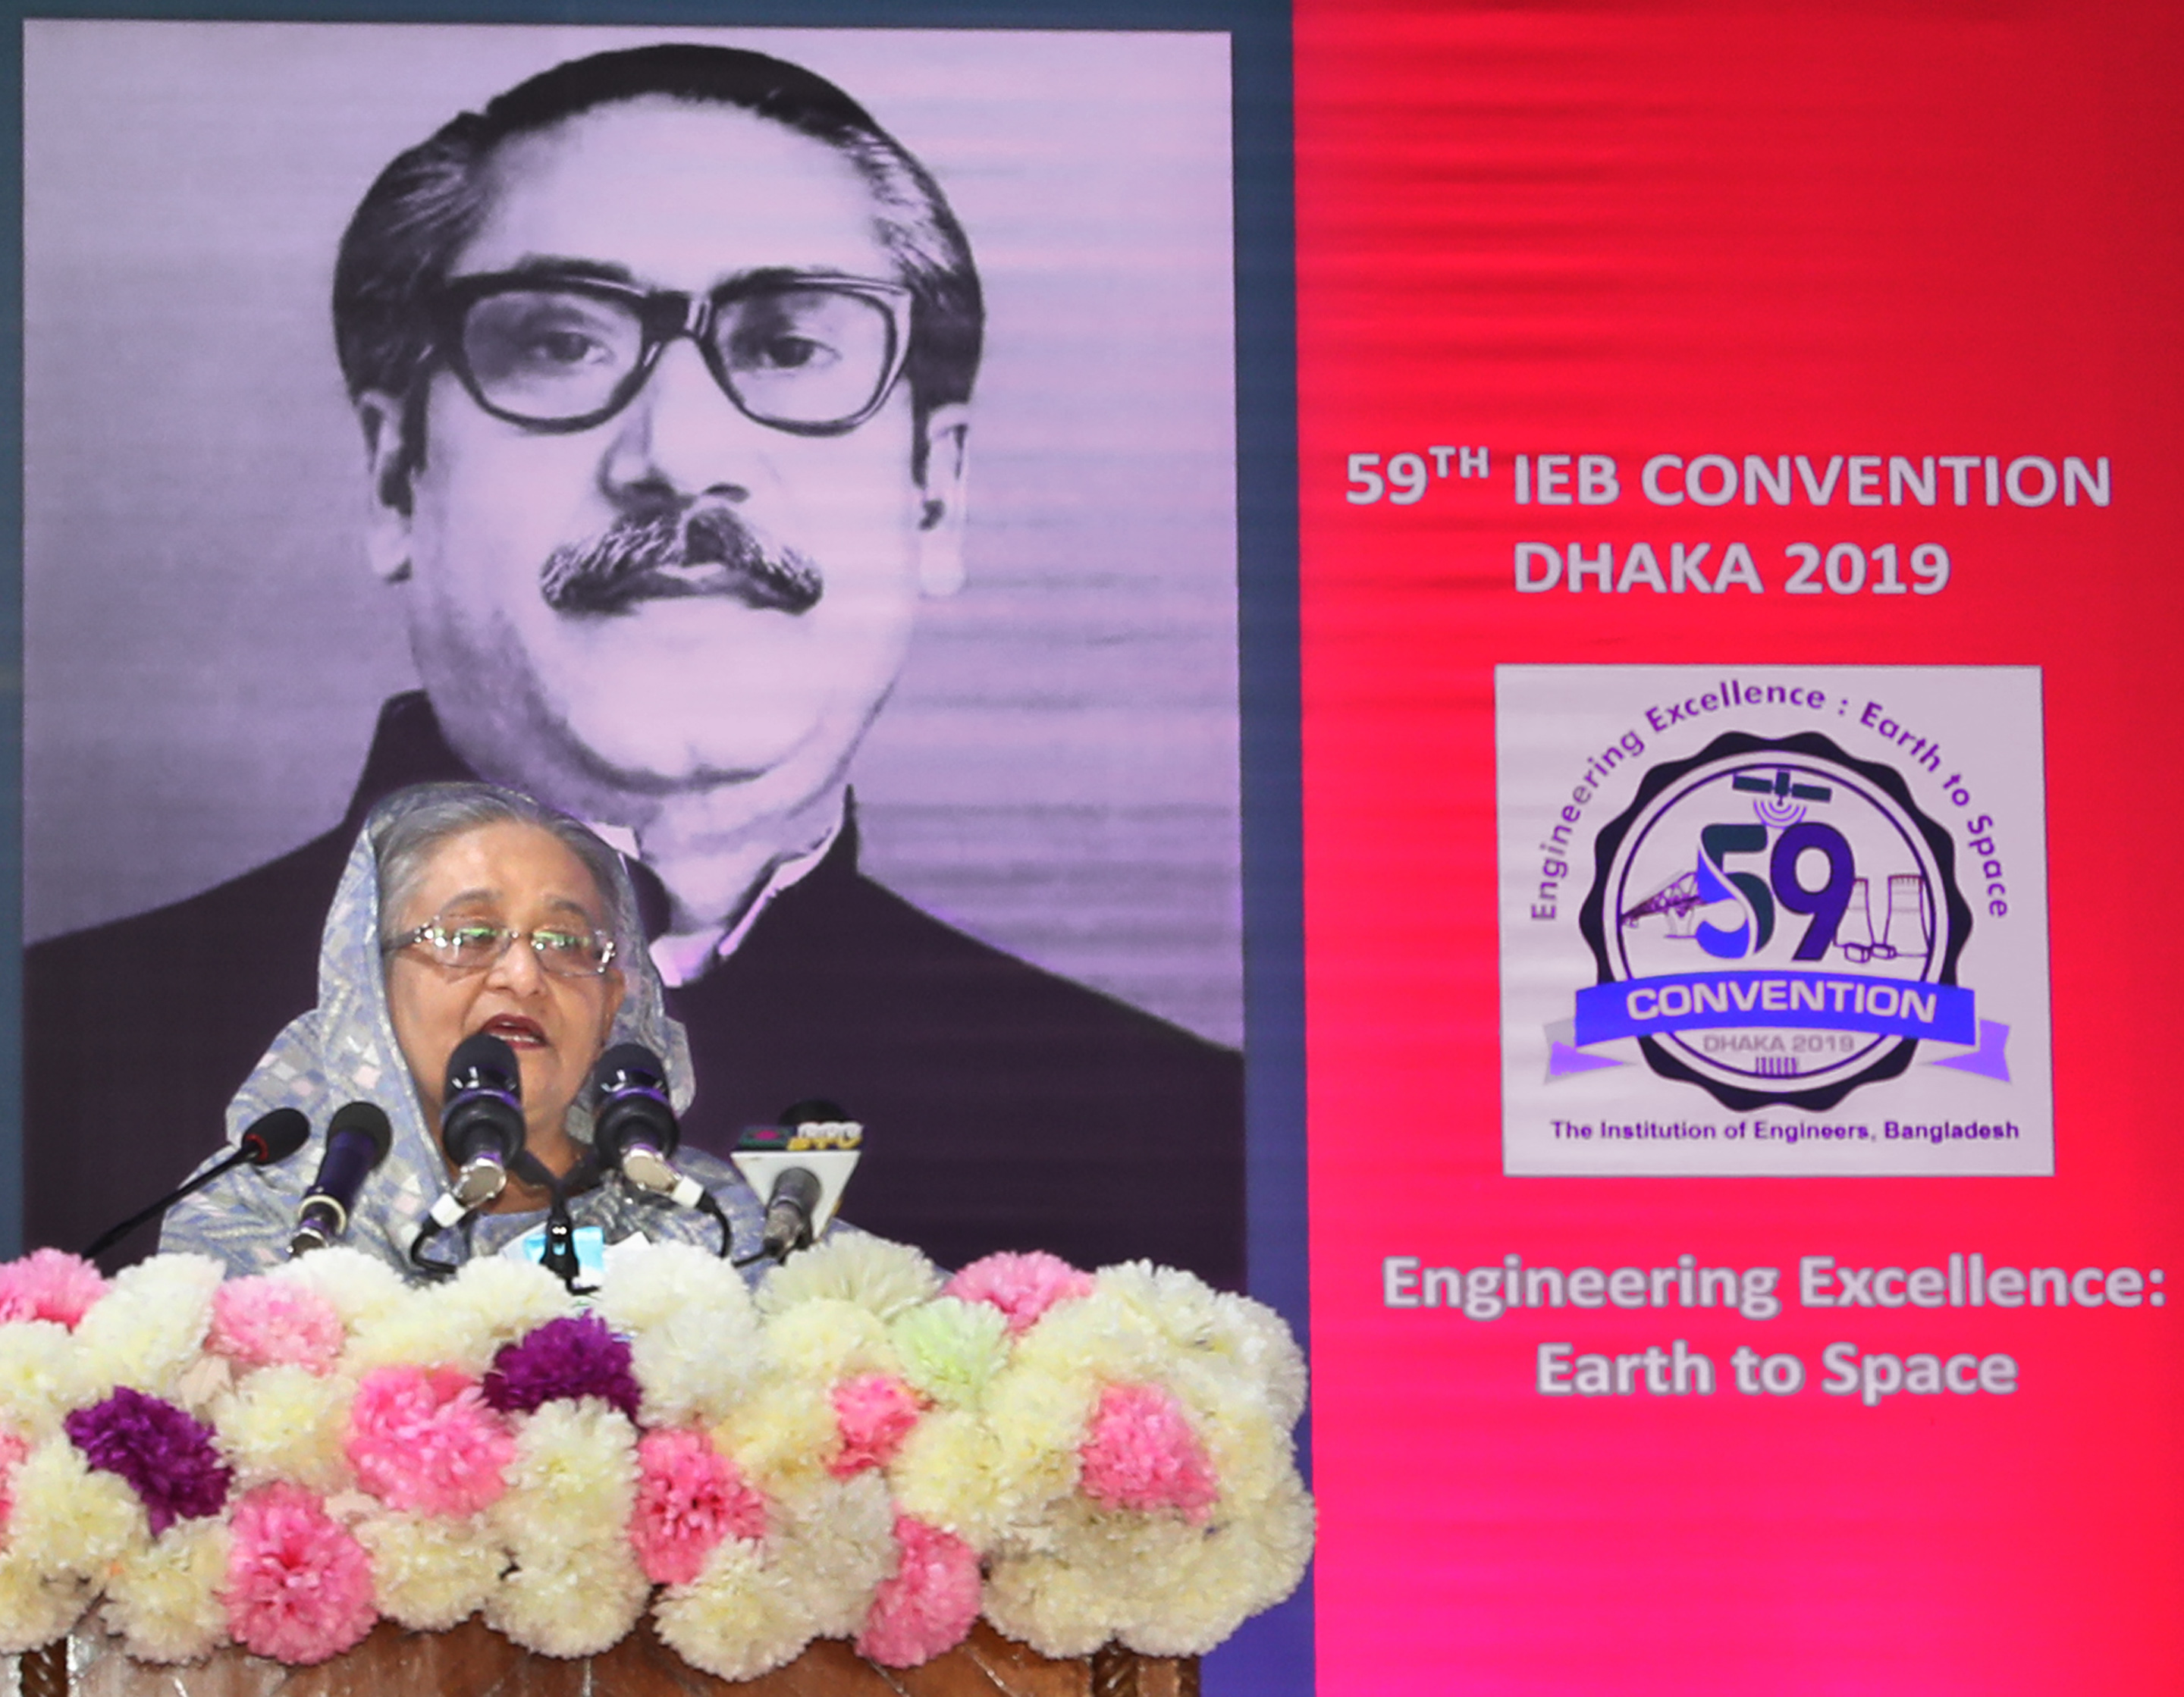 59TH IEB CONVENTION
DHAKA 2019
Engineering Excellence : Earth to Space
59
CONVENTION
DHAKA 2019
The Institution of Engineers, Bangladesh
Engineering Excellence:
Earth to Space